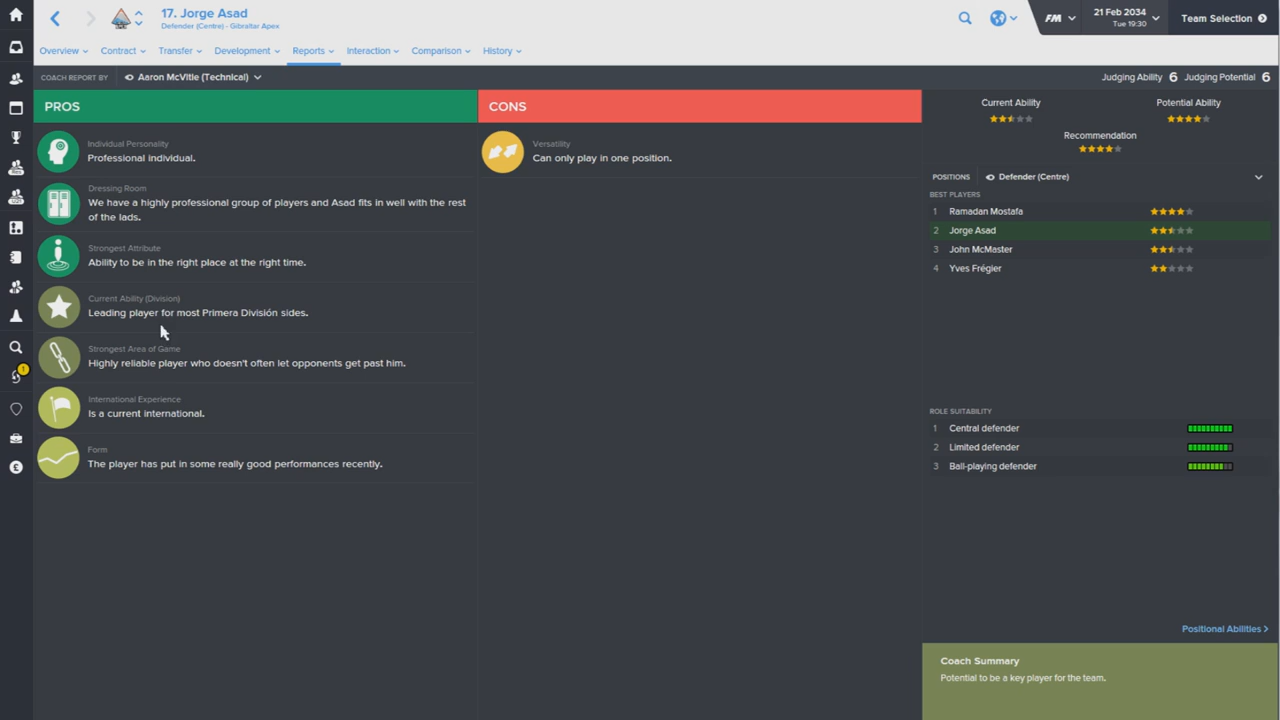 17. Jorge Asad
Defender (Centre) - Gibraltar Apex
FM
21 Feb 2034
Tue 19:30
Team Selection
Overview
Contract
Transfer
Development
Reports
Interaction
Comparison
History
COACH REPORT BY
Aaron McVitie (Technical)
Judging Ability 6 Judging Potential 6
PROS
Individual Personality
Professional individual.
Dressing Room
We have a highly professional group of players and Asad fits in well with the rest
of the lads.
Strongest Attribute
Ability to be in the right place at the right time.
Current Ability (Division)
Leading player for most Primera División sides.
Strongest Area of Game
Highly reliable player who doesn't often let opponents get past him.
International Experience
Is a current international.
Form
The player has put in some really good performances recently.
CONS
Versatility
Can only play in one position.
Current Ability
Potential Ability
Recommendation
POSITIONS
Defender (Centre)
BEST PLAYERS
1 Ramadan Mostafa
2 Jorge Asad
3 John McMaster
4 Yves Frégier
ROLE SUITABILITY
1 Central defender
2 Limited defender
3 Ball-playing defender
Positional Abilities >
Coach Summary
Potential to be a key player for the team.
1